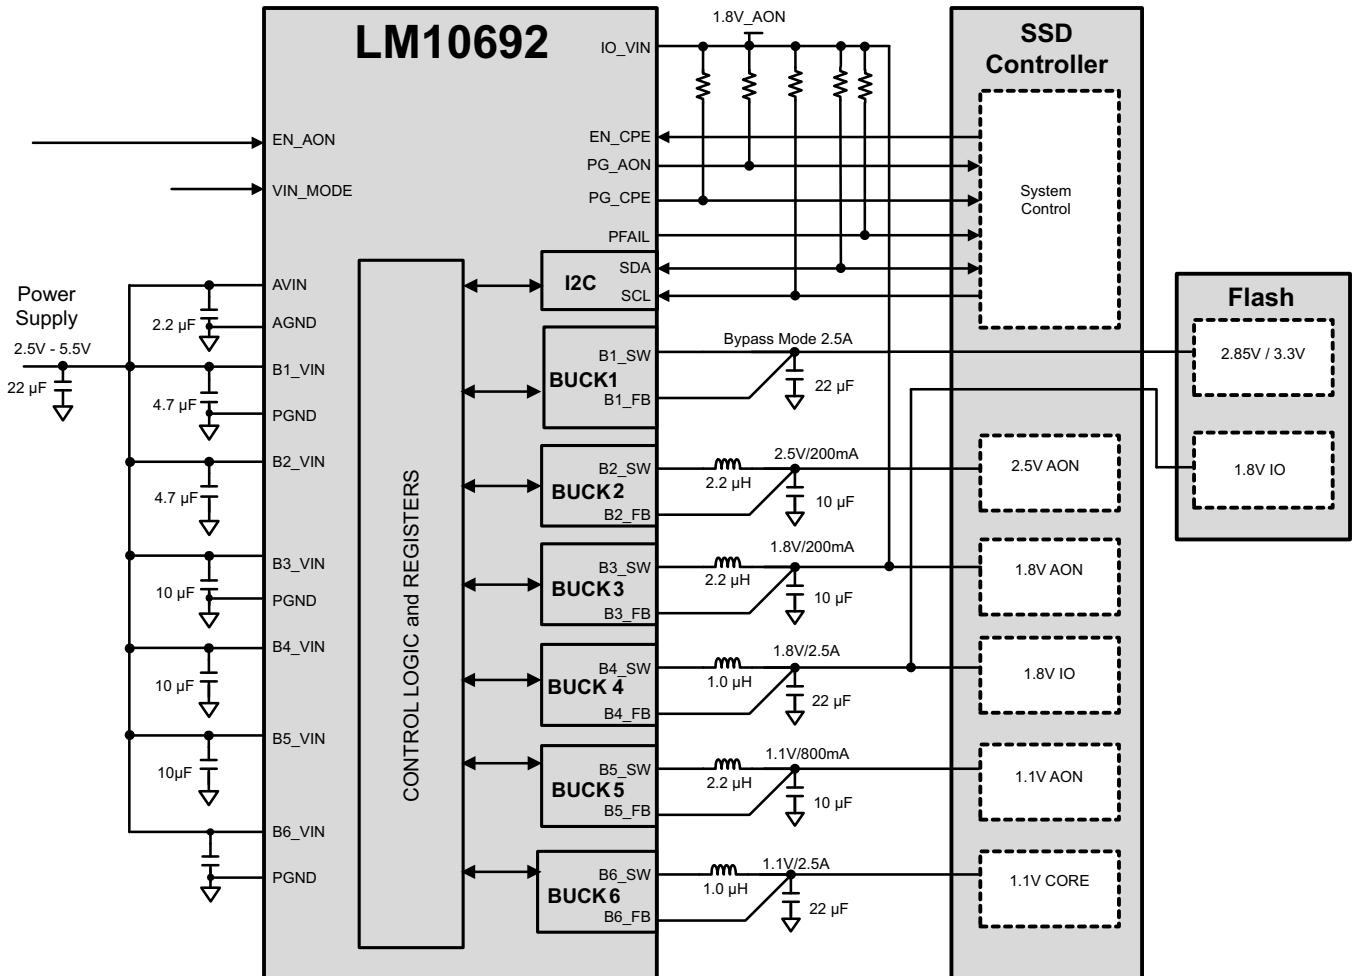 LM10692
1.8V_AON
IO_VIN
SSD
Controller
EN_AON
VIN_MODE
EN_CPE
PG_AON
PG_CPE
PFAIL
System
Control
I2C
SDA
SCL
Power
Supply
2.5V - 5.5V
22 µF
AVIN
2.2 µF
AGND
B1_VIN
4.7 µF
PGND
B2_VIN
4.7 µF
B3_VIN
10 µF
PGND
B4_VIN
10 µF
B5_VIN
10µF
B6_VIN
PGND
CONTROL LOGIC and REGISTERS
BUCK1
B1_SW
B1_FB
Bypass Mode 2.5A
22 µF
BUCK2
B2_SW
B2_FB
2.2 µH
2.5V/200mA
10 µF
BUCK3
B3_SW
B3_FB
2.2 µH
1.8V/200mA
10 µF
BUCK 4
B4_SW
B4_FB
1.0 µH
1.8V/2.5A
22 µF
BUCK5
B5_SW
B5_FB
2.2 µH
1.1V/800mA
10 µF
BUCK6
B6_SW
B6_FB
1.0 µH
1.1V/2.5A
22 µF
2.5V AON
1.8V AON
1.8V IO
1.1V AON
1.1V CORE
Flash
2.85V / 3.3V
1.8V IO